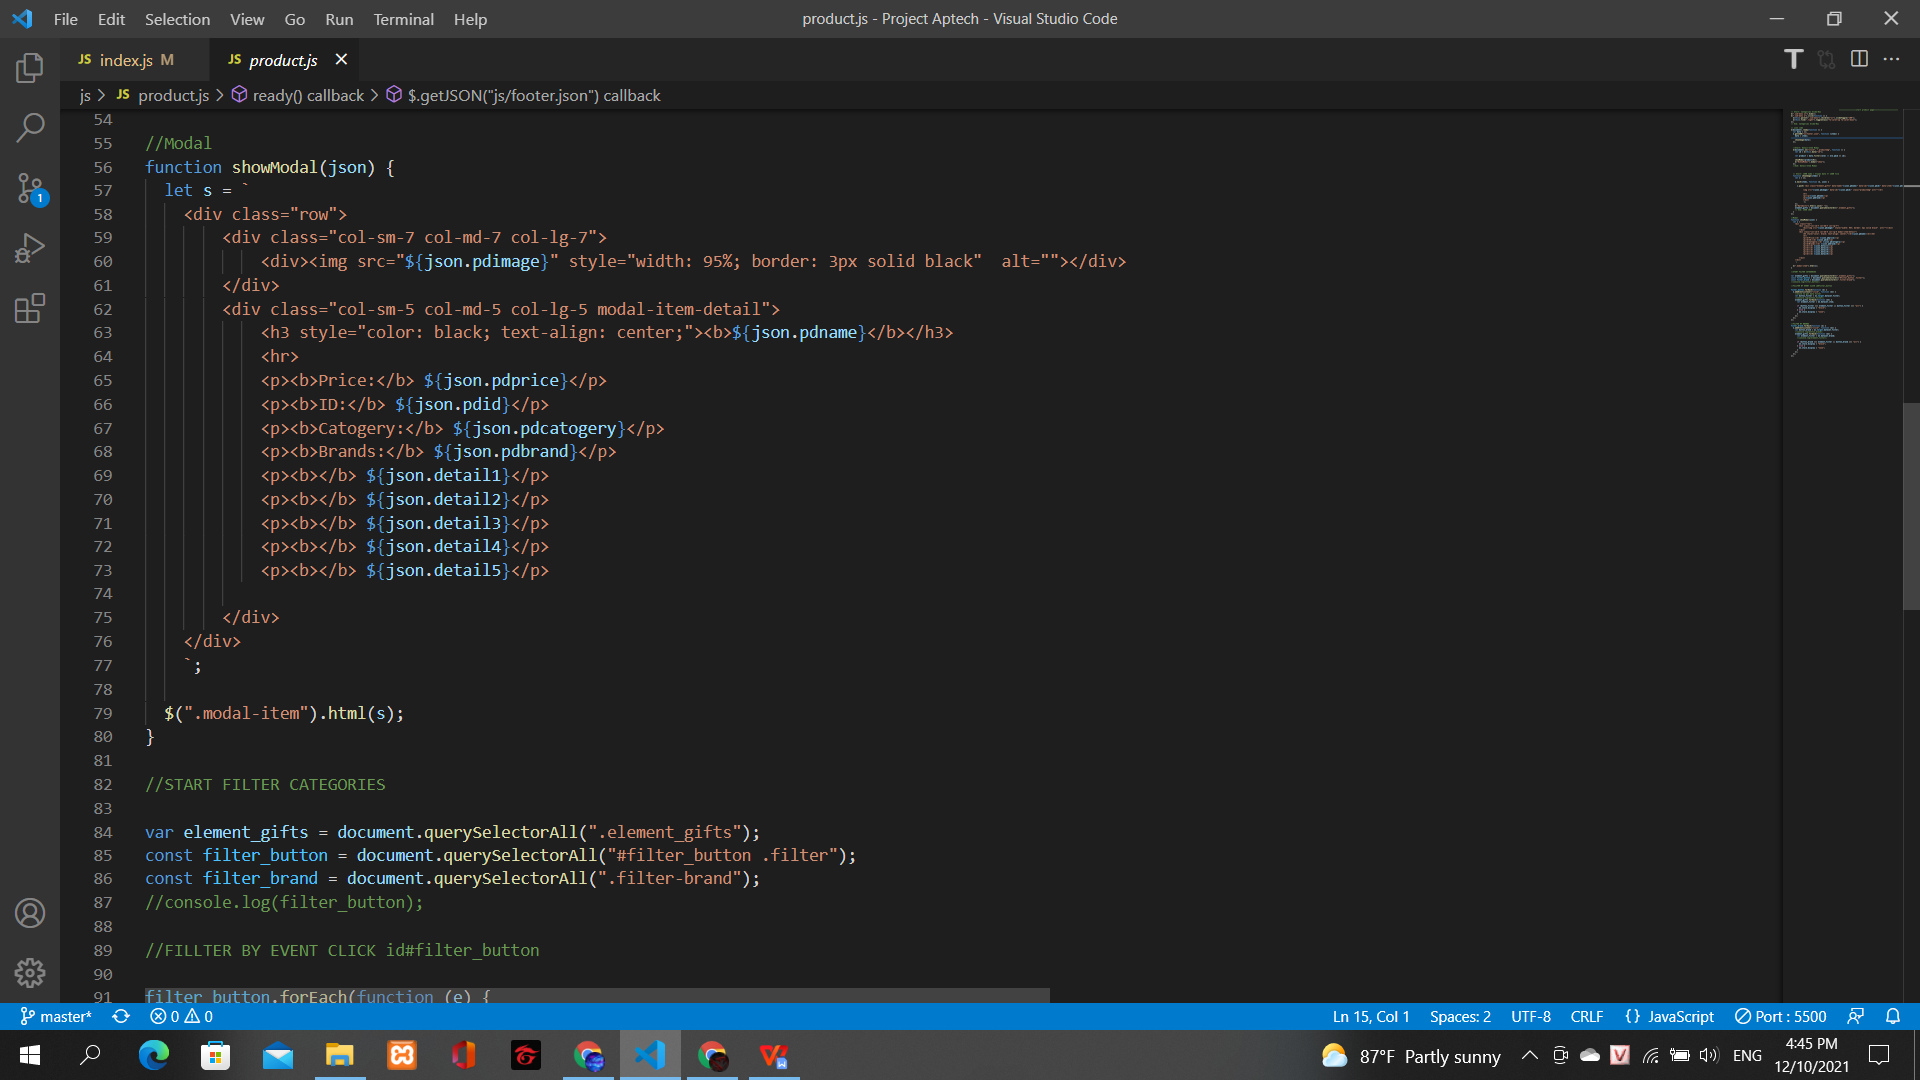 File Edit Selection View Go Run Terminal Help
product.js - Project Aptech - Visual Studio Code
JS index.js M
JS product.js
js > JS product.js > ready() callback > $.getJSON("js/footer.json") callback
54
55 //Modal
56 function showModal(json) {
57 let s = `
58 <div class="row">
59 <div class="col-sm-7 col-md-7 col-lg-7">
60 <div><img src="${json.pdimage}" style="width: 95%; border: 3px solid black"  alt=""></div>
61 </div>
62 <div class="col-sm-5 col-md-5 col-lg-5 modal-item-detail">
63 <h3 style="color: black; text-align: center;"><b>${json.pdname}</b></h3>
64 <hr>
65 <p><b>Price:</b> ${json.pdprice}</p>
66 <p><b>ID:</b> ${json.pdid}</p>
67 <p><b>Catogery:</b> ${json.pdcatogery}</p>
68 <p><b>Brands:</b> ${json.pdbrand}</p>
69 <p><b></b> ${json.detail1}</p>
70 <p><b></b> ${json.detail2}</p>
71 <p><b></b> ${json.detail3}</p>
72 <p><b></b> ${json.detail4}</p>
73 <p><b></b> ${json.detail5}</p>
74
75 </div>
76 </div>
77 `;
78
79 $(".modal-item").html(s);
80 }
81
82 //START FILTER CATEGORIES
83
84 var element_gifts = document.querySelectorAll(".element_gifts");
85 const filter_button = document.querySelectorAll("#filter_button .filter");
86 const filter_brand = document.querySelectorAll(".filter-brand");
87 //console.log(filter_button);
88
89 //FILLTER BY EVENT CLICK id#filter_button
90
91 filter_button.forEach(function (e) {
1
master* 0 0
Ln 15, Col 1 Spaces: 2 UTF-8 CRLF {} JavaScript Port : 5500
87°F Partly sunny
ENG
4:45 PM
12/10/2021